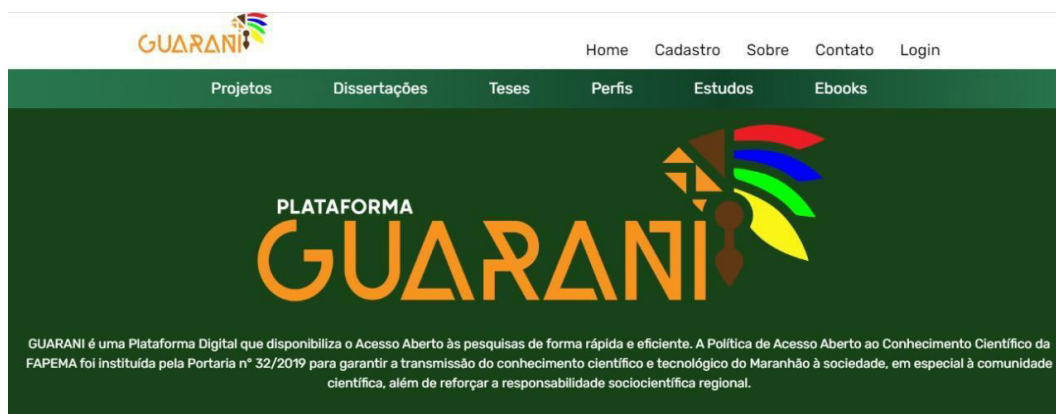 GUARANI
Home Cadastro Sobre Contato Login
Projetos Dissertações Teses Perfis Estudos Ebooks
PLATAFORMA
GUARANI
GUARANI é uma Plataforma Digital que disponibiliza o Acesso Aberto às pesquisas de forma rápida e eficiente. A Política de Acesso Aberto ao Conhecimento Científico da
FAPEMA foi instituída pela Portaria n° 32/2019 para garantir a transmissão do conhecimento científico e tecnológico do Maranhão à sociedade, em especial à comunidade
científica, além de reforçar a responsabilidade sociocientífica regional.